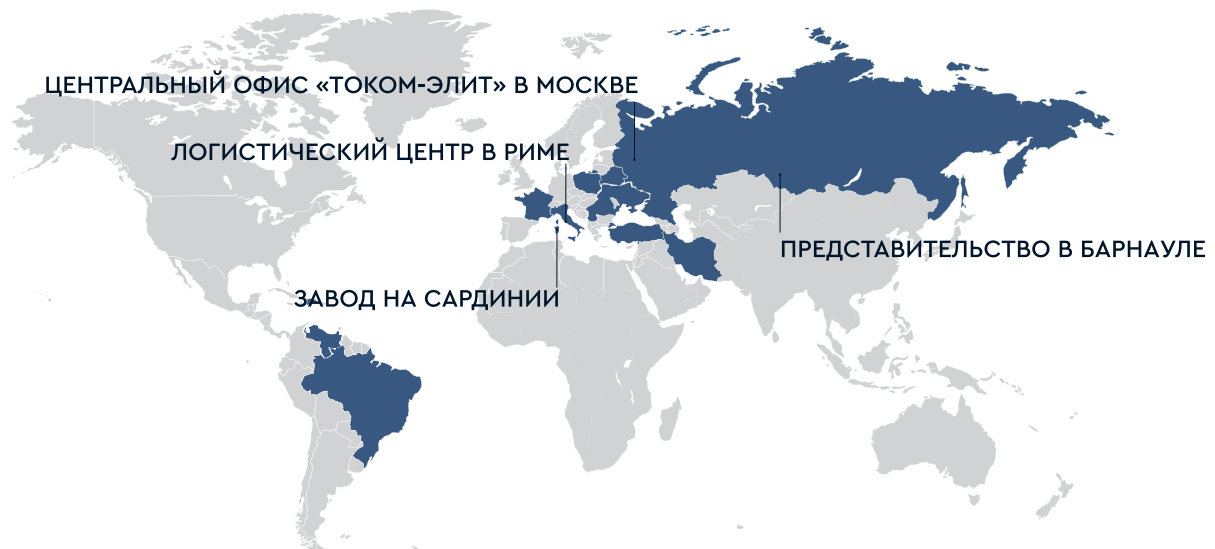 ЦЕНТРАЛЬНЫЙ ОФИС «ТОКОМ-ЭЛИТ» В МОСКВЕ
ЛОГИСТИЧЕСКИЙ ЦЕНТР В РИМЕ
ПРЕДСТАВИТЕЛЬСТВО В БАРНАУЛЕ
ЗАВОД НА САРДИНИИ